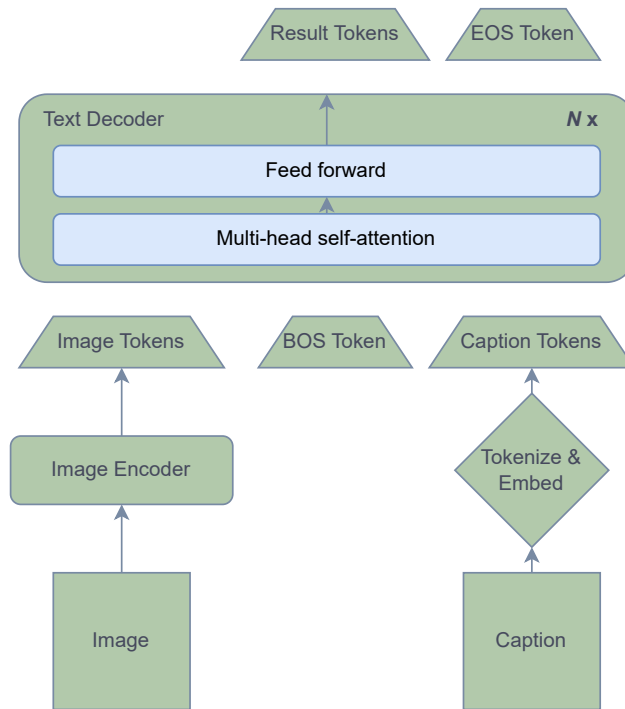 Result Tokens
EOS Token
Text Decoder
N x
Feed forward
Multi-head self-attention
Image Tokens
BOS Token
Caption Tokens
Image Encoder
Tokenize &
Embed
Image
Caption